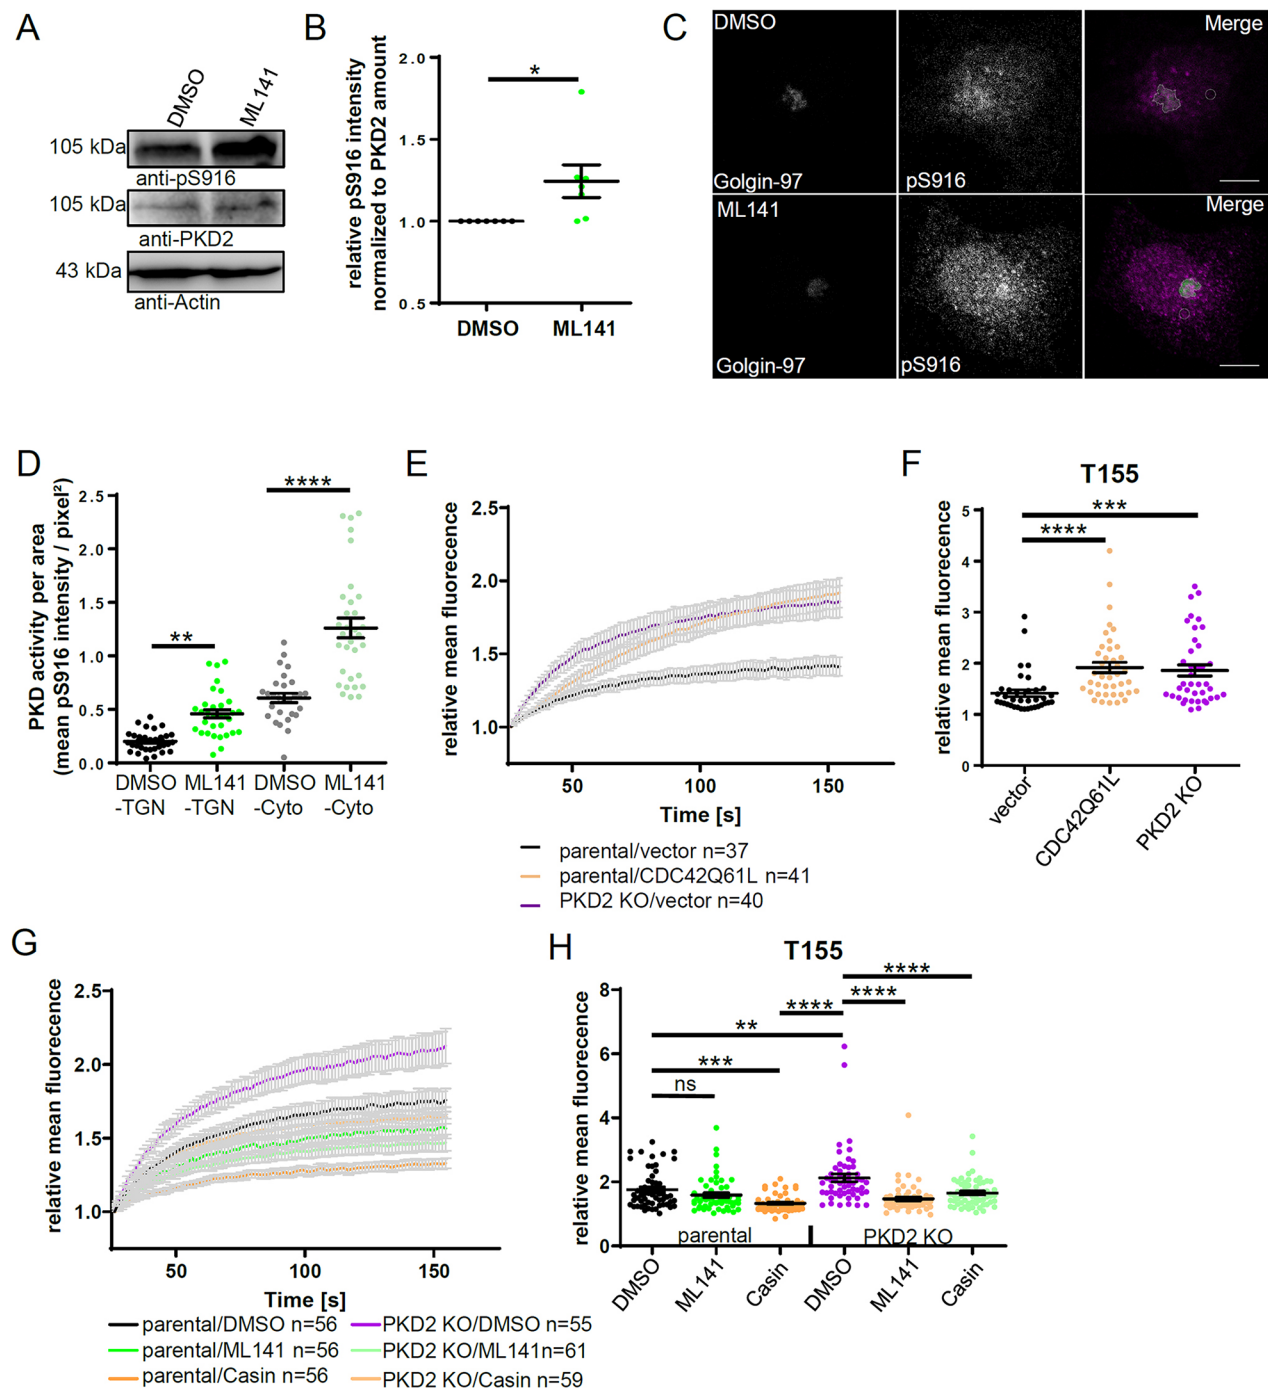 A
DMSO
ML141
105 kDa
anti-pS916
105 kDa
anti-PKD2
43 kDa
anti-Actin
B
relative pS916 intensity
normalized to PKD2 amount
2.0
1.5
1.0
0.5
*
DMSO
ML141
C
DMSO
Merge
Golgin-97
pS916
ML141
Merge
Golgin-97
pS916
D
PKD activity per area
(mean pS916 intensity / pixel²)
2.5
2.0
1.5
1.0
0.5
0.0
**
****
DMSO
-TGN
ML141
-TGN
DMSO
-Cyto
ML141
-Cyto
E
relative mean fluorecence
2.5
2.0
1.5
1.0
50
100
150
Time [s]
parental/vector n=37
parental/CDC42Q61L n=41
PKD2 KO/vector n=40
F
T155
relative mean fluorecence
5
4
3
2
1
0
***
****
vector
CDC42Q61L
PKD2 KO
G
relative mean fluorecence
2.5
2.0
1.5
1.0
50
100
150
Time [s]
parental/DMSO n=56
parental/ML141 n=56
parental/Casin n=56
PKD2 KO/DMSO n=55
PKD2 KO/ML141n=61
PKD2 KO/Casin n=59
H
T155
relative mean fluorecence
8
6
4
2
0
****
****
****
**
***
ns
parental
PKD2 KO
DMSO
ML141
Casin
DMSO
ML141
Casin